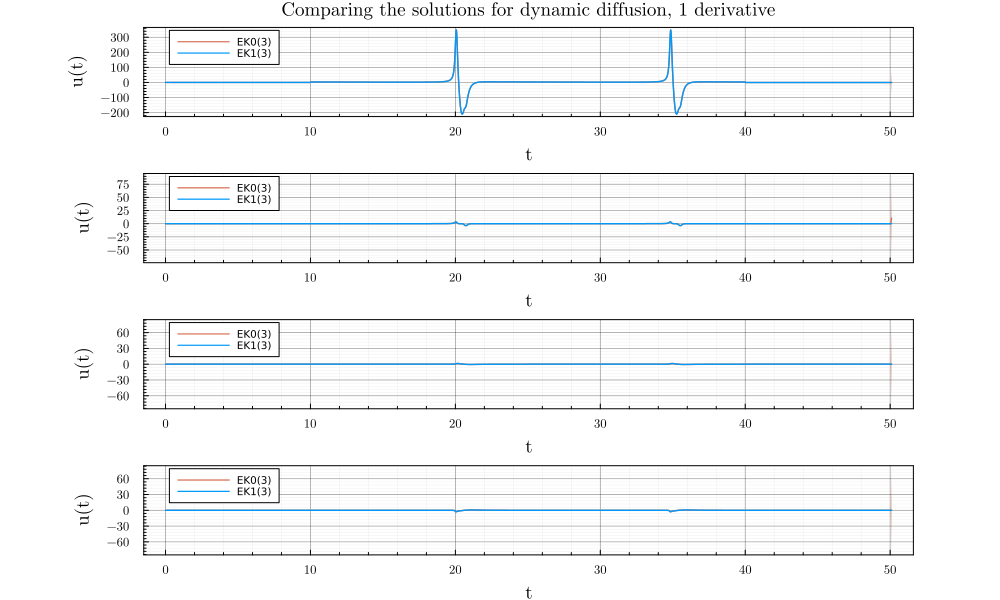 Comparing the solutions for dynamic diffusion, 1 derivative
u(t)
300
200
100
0
−100
−200
EK0(3)
EK1(3)
0 10 20 30 40 50
t
u(t)
75
50
25
0
−25
−50
EK0(3)
EK1(3)
0 10 20 30 40 50
t
u(t)
60
30
0
−30
−60
EK0(3)
EK1(3)
0 10 20 30 40 50
t
u(t)
60
30
0
−30
−60
EK0(3)
EK1(3)
0 10 20 30 40 50
t